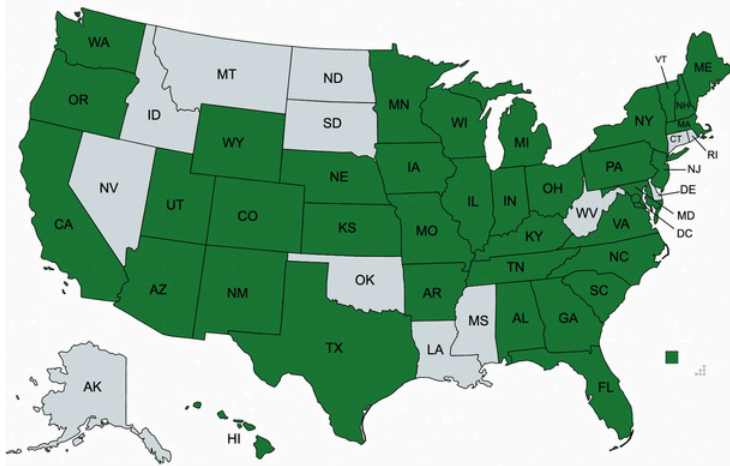 WA
MT
ND
MN
VT
ME
OR
ID
SD
WI
MI
NY
NH
MA
CT
RI
WY
IA
PA
NJ
NV
NE
IL
IN
OH
DE
UT
CO
KS
MO
KY
WV
VA
MD
DC
CA
AZ
NM
OK
AR
TN
NC
SC
MS
AL
GA
TX
LA
FL
AK
HI